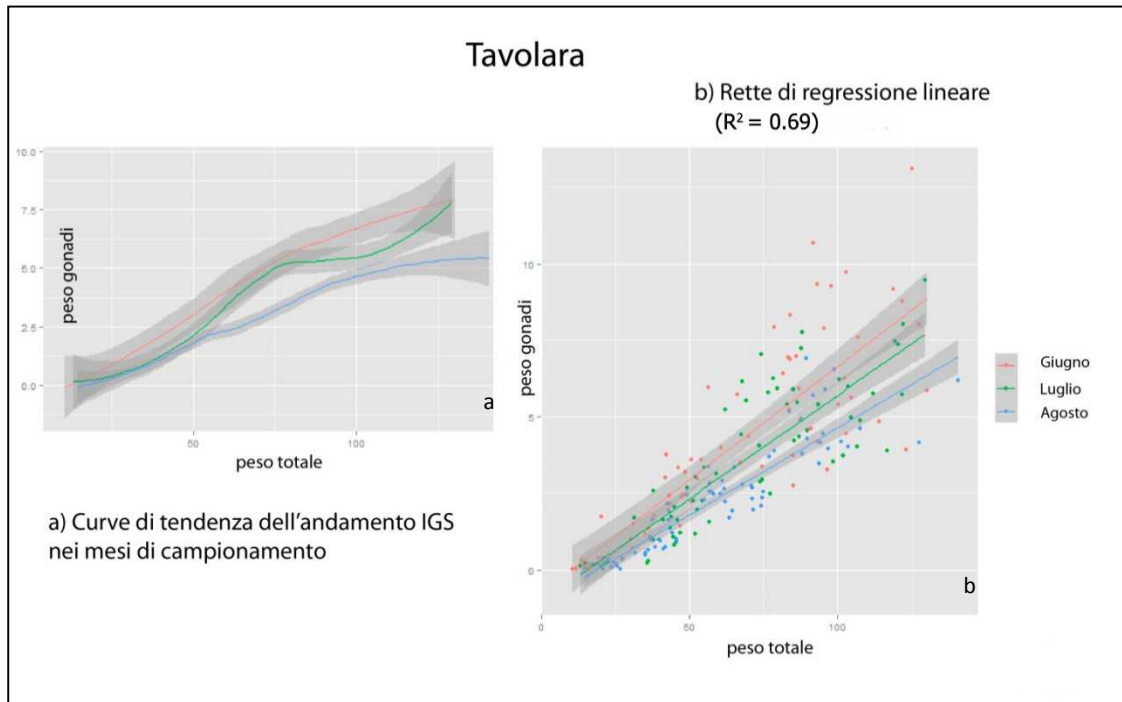 Tavolara
b) Rette di regressione lineare
(R² = 0.69)
10.0
7.5
5.0
2.5
0.0
peso gonadi
50
100
peso totale
a
a) Curve di tendenza dell'andamento IGS
nei mesi di campionamento
10
5
0
peso gonadi
0
50
100
peso totale
b
Giugno
Luglio
Agosto